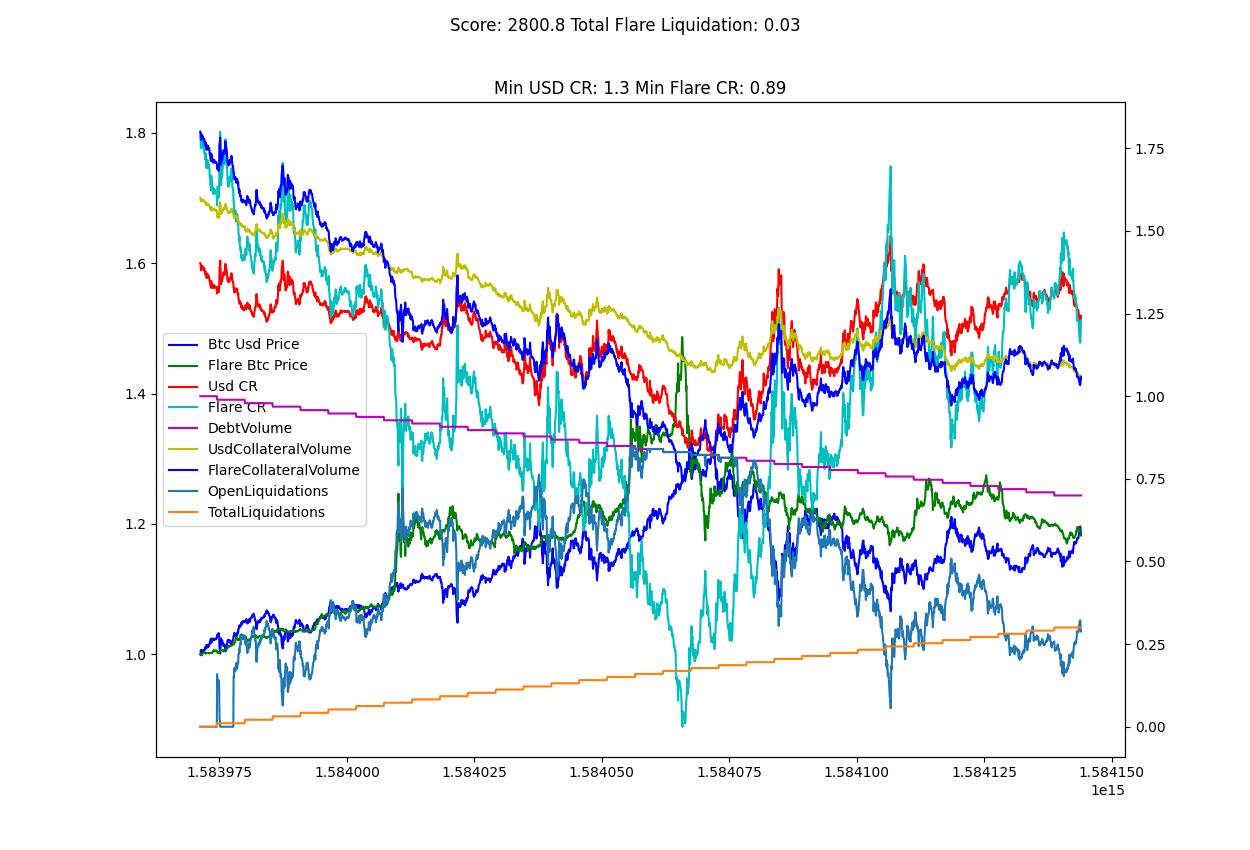 Score: 2800.8 Total Flare Liquidation: 0.03
Min USD CR: 1.3 Min Flare CR: 0.89
1.8
1.6
1.4
1.2
1.0
Btc Usd Price
Flare Btc Price
Usd CR
Flare CR
DebtVolume
UsdCollateralVolume
FlareCollateralVolume
OpenLiquidations
TotalLiquidations
1.75
1.50
1.25
1.00
0.75
0.50
0.25
0.00
1.583975 1.584000 1.584025 1.584050 1.584075 1.584100 1.584125 1.584150
1e15